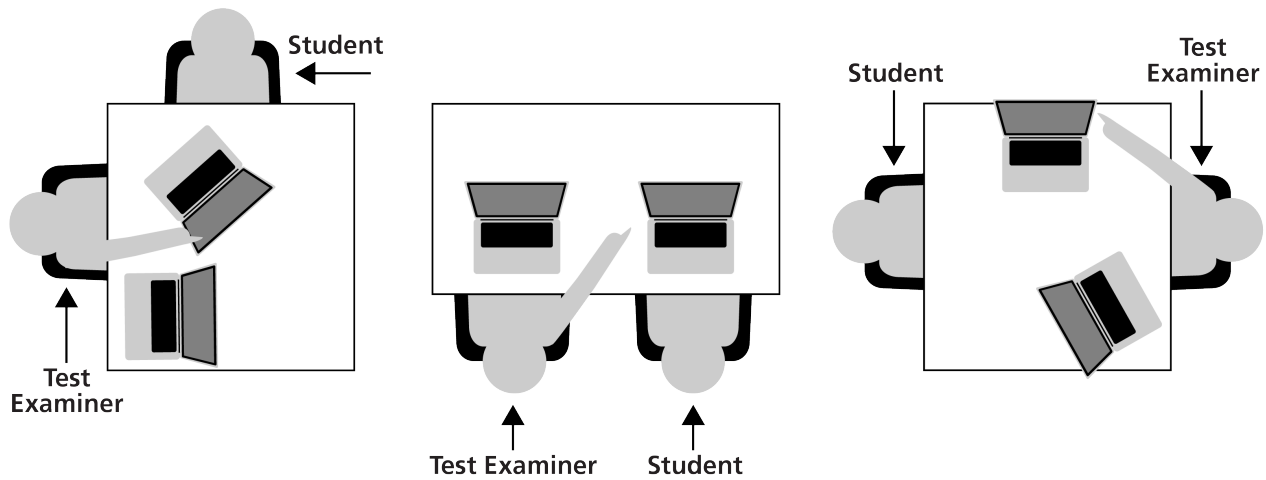 Student
Test
Examiner
Test Examiner
Student
Student
Test
Examiner